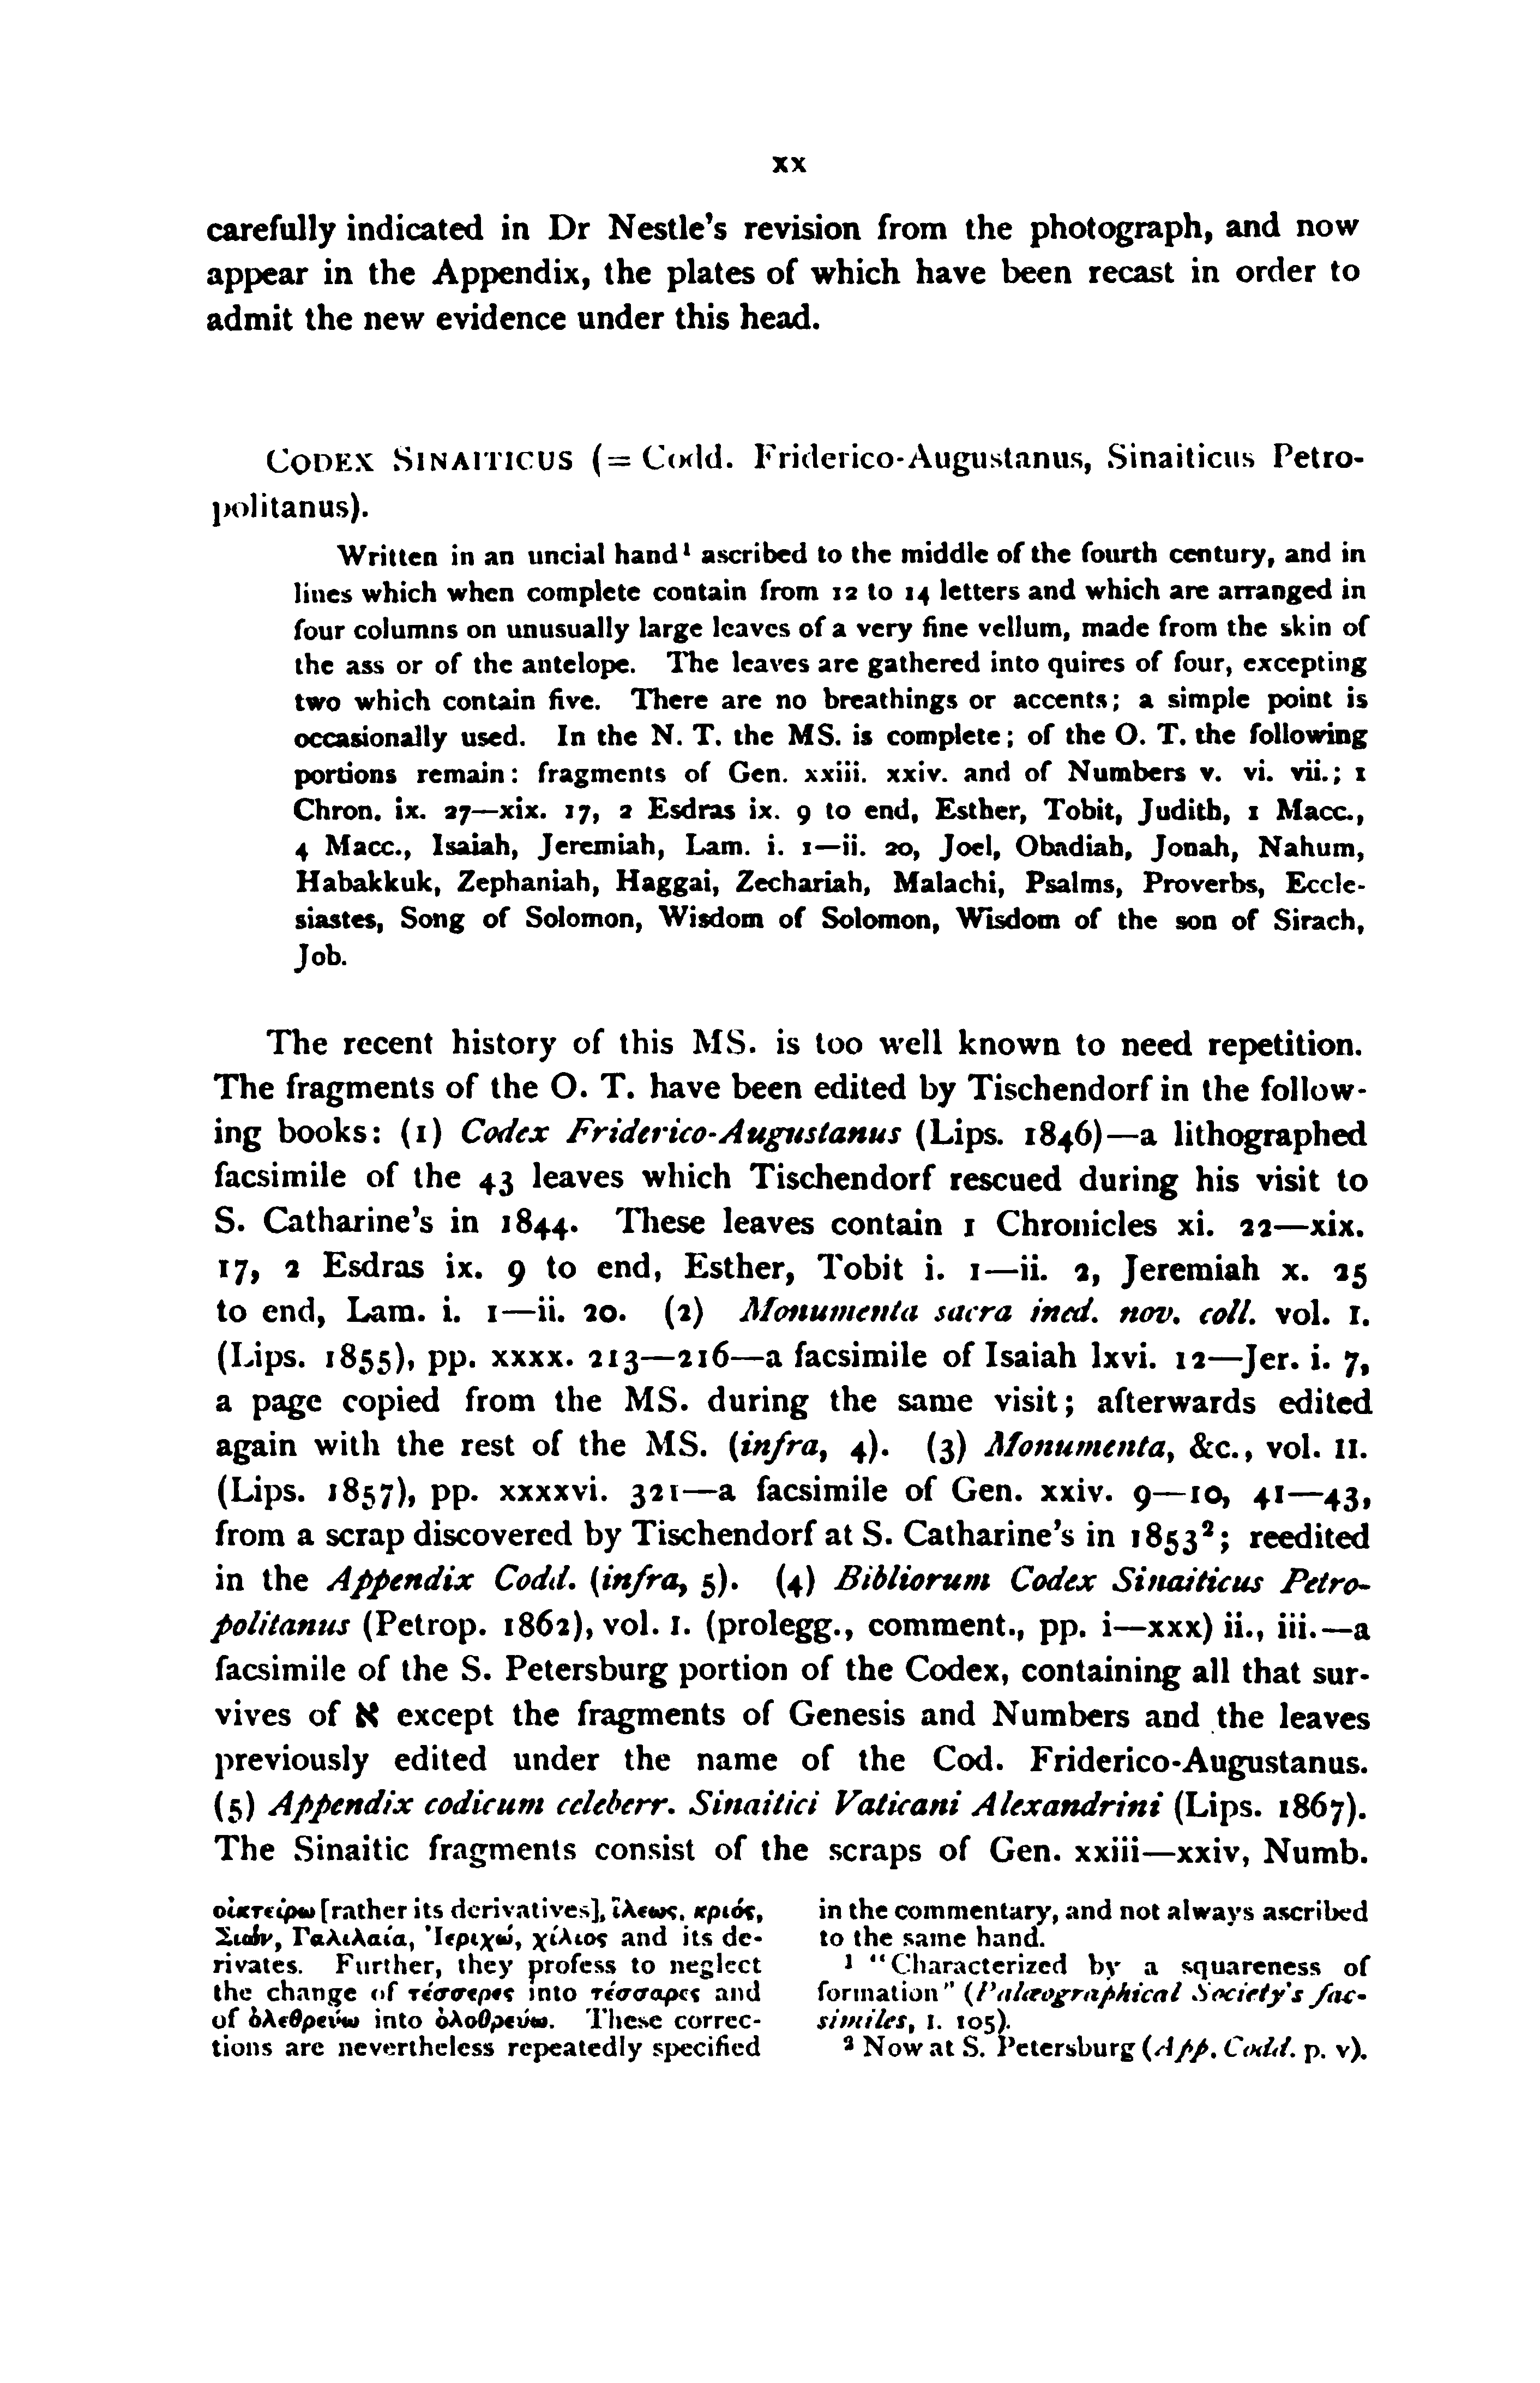 xx
carefully indicated in Dr Nestle's revision from the photograph, and now
appear in the Appendix, the plates of which have been recast in order to
admit the new evidence under this head.
CODEX SINAITICUS (= Codd. Friderico-Augustanus, Sinaiticus Petro-
politanus).
Written in an uncial hand¹ ascribed to the middle of the fourth century, and in
lines which when complete contain from 12 to 14 letters and which are arranged in
four columns on unusually large leaves of a very fine vellum, made from the skin of
the ass or of the antelope. The leaves are gathered into quires of four, excepting
two which contain five. There are no breathings or accents; a simple point is
occasionally used. In the N. T. the MS. is complete; of the O. T. the following
portions remain: fragments of Gen. xxiii. xxiv. and of Numbers v. vi. vii.; 1
Chron. ix. 27—xix. 17, 2 Esdras ix. 9 to end, Esther, Tobit, Judith, 1 Macc.,
4 Macc., Isaiah, Jeremiah, Lam. i. 1—ii. 20, Joel, Obadiah, Jonah, Nahum,
Habakkuk, Zephaniah, Haggai, Zechariah, Malachi, Psalms, Proverbs, Eccle-
siastes, Song of Solomon, Wisdom of Solomon, Wisdom of the son of Sirach,
Job.
The recent history of this MS. is too well known to need repetition.
The fragments of the O. T. have been edited by Tischendorf in the follow-
ing books: (1) Codex Friderico-Augustanus (Lips. 1846)—a lithographed
facsimile of the 43 leaves which Tischendorf rescued during his visit to
S. Catharine's in 1844. These leaves contain 1 Chronicles xi. 22—xix.
17, 2 Esdras ix. 9 to end, Esther, Tobit i. 1—ii. 2, Jeremiah x. 25
to end, Lam. i. 1—ii. 20. (2) Monumenta sacra ined. nov. coll. vol. I.
(Lips. 1855), pp. xxxx. 213—216—a facsimile of Isaiah lxvi. 12—Jer. i. 7,
a page copied from the MS. during the same visit; afterwards edited
again with the rest of the MS. (infra, 4). (3) Monumenta, &c., vol. II.
(Lips. 1857), pp. xxxxvi. 321—a facsimile of Gen. xxiv. 9—10, 41—43,
from a scrap discovered by Tischendorf at S. Catharine's in 1853²; reedited
in the Appendix Codd. (infra, 5). (4) Bibliorum Codex Sinaiticus Petro-
politanus (Petrop. 1862), vol. I. (prolegg., comment., pp. i—xxx) ii., iii.—a
facsimile of the S. Petersburg portion of the Codex, containing all that sur-
vives of א except the fragments of Genesis and Numbers and the leaves
previously edited under the name of the Cod. Friderico-Augustanus.
(5) Appendix codicum celeberr. Sinaitici Vaticani Alexandrini (Lips. 1867).
The Sinaitic fragments consist of the scraps of Gen. xxiii—xxiv, Numb.
οἰκτείρω [rather its derivatives], ἵλεως, κριός,
Σιών, Γαλιλαία, Ἰεριχώ, χίλιος and its de-
rivates. Further, they profess to neglect
the change of τέσσερες into τέσσαρες and
of ὀλεθρεύω into ὀλοθρεύω. These correc-
tions are nevertheless repeatedly specified
in the commentary, and not always ascribed
to the same hand.
¹ "Characterized by a squareness of
formation" (Palæographical Society's fac-
similes, I. 105).
² Now at S. Petersburg (App. Codd. p. v).